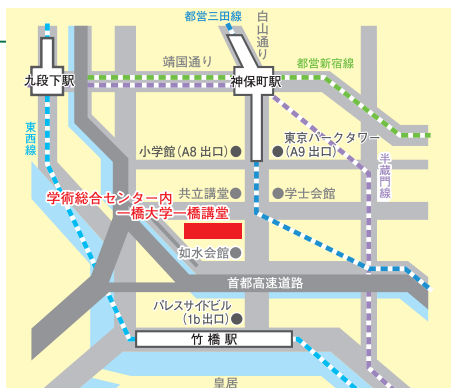 都営三田線
白山通り
靖国通り
都営新宿線
九段下駅
神保町駅
東西線
小学館（A8 出口）
東京パークタワー
（A9 出口）
半蔵門線
学術総合センター内
一橋大学一橋講堂
共立講堂
学士会館
如水会館
首都高速道路
パレスサイドビル
（1b出口）
竹橋駅
皇居